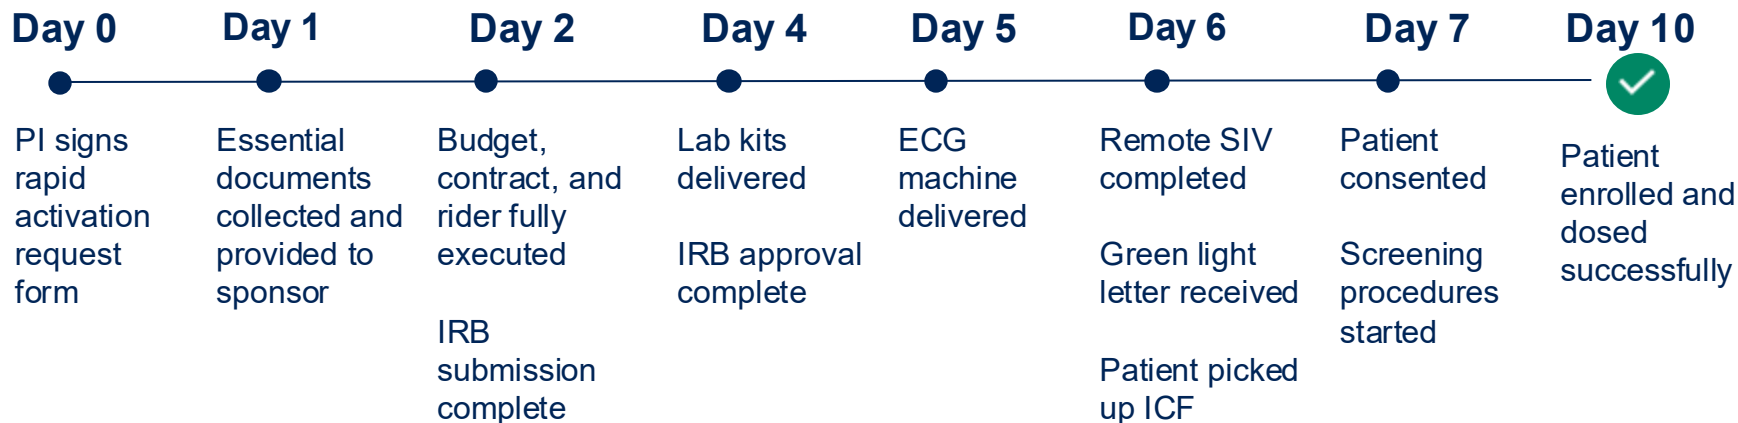 Day 0
PI signs
rapid
activation
request
form
Day 1
Essential
documents
collected and
provided to
sponsor
Day 2
Budget,
contract, and
rider fully
executed
IRB
submission
complete
Day 4
Lab kits
delivered
IRB approval
complete
Day 5
ECG
machine
delivered
Day 6
Remote SIV
completed
Green light
letter received
Patient picked
up ICF
Day 7
Patient
consented
Screening
procedures
started
Day 10
Patient
enrolled and
dosed
successfully